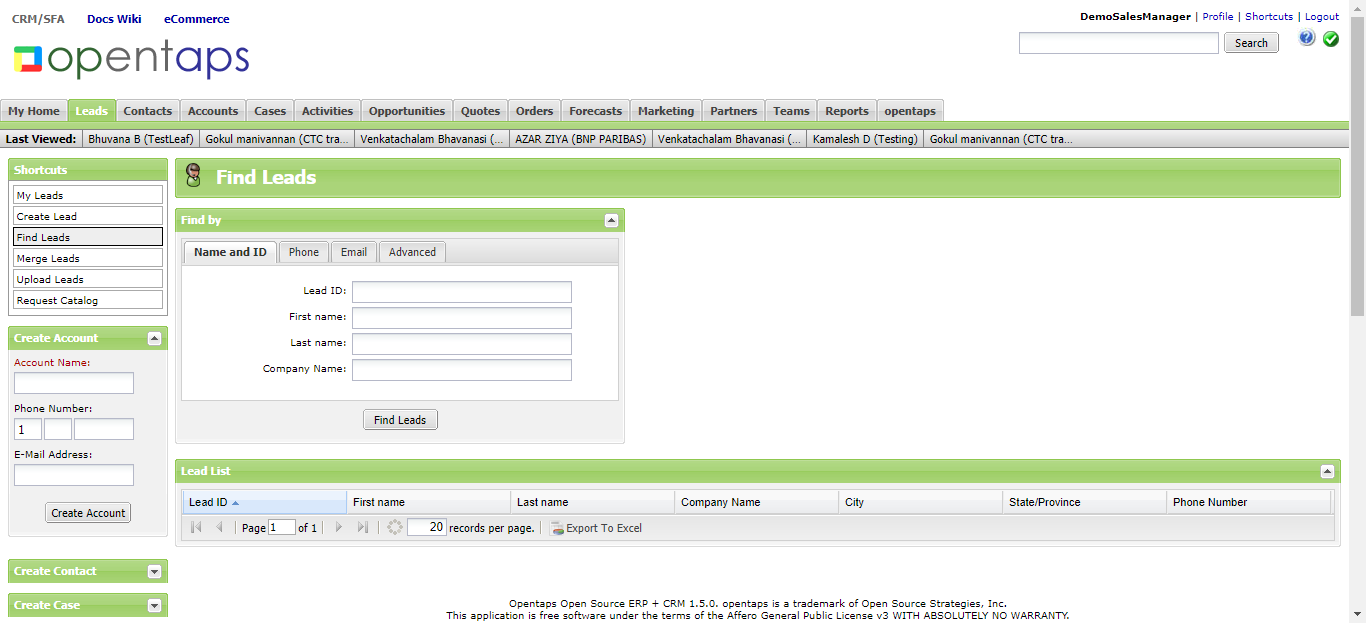 CRM/SFA Docs Wiki eCommerce
DemoSalesManager | Profile | Shortcuts | Logout
opentaps
Search
?
My Home Leads Contacts Accounts Cases Activities Opportunities Quotes Orders Forecasts Marketing Partners Teams Reports opentaps
Last Viewed: Bhuvana B (TestLeaf) Gokul manivannan (CTC tra... Venkatachalam Bhavanasi (... AZAR ZIYA (BNP PARIBAS) Venkatachalam Bhavanasi (... Kamalesh D (Testing) Gokul manivannan (CTC tra...
Shortcuts
My Leads
Create Lead
Find Leads
Merge Leads
Upload Leads
Request Catalog
Create Account
Account Name:
Phone Number:
1
E-Mail Address:
Create Account
Create Contact
Create Case
Find Leads
Find by
Name and ID Phone Email Advanced
Lead ID:
First name:
Last name:
Company Name:
Find Leads
Lead List
Lead ID First name Last name Company Name City State/Province Phone Number
Page 1 of 1 20 records per page. Export To Excel
Opentaps Open Source ERP + CRM 1.5.0. opentaps is a trademark of Open Source Strategies, Inc.
This application is free software under the terms of the Affero General Public License v3 WITH ABSOLUTELY NO WARRANTY.